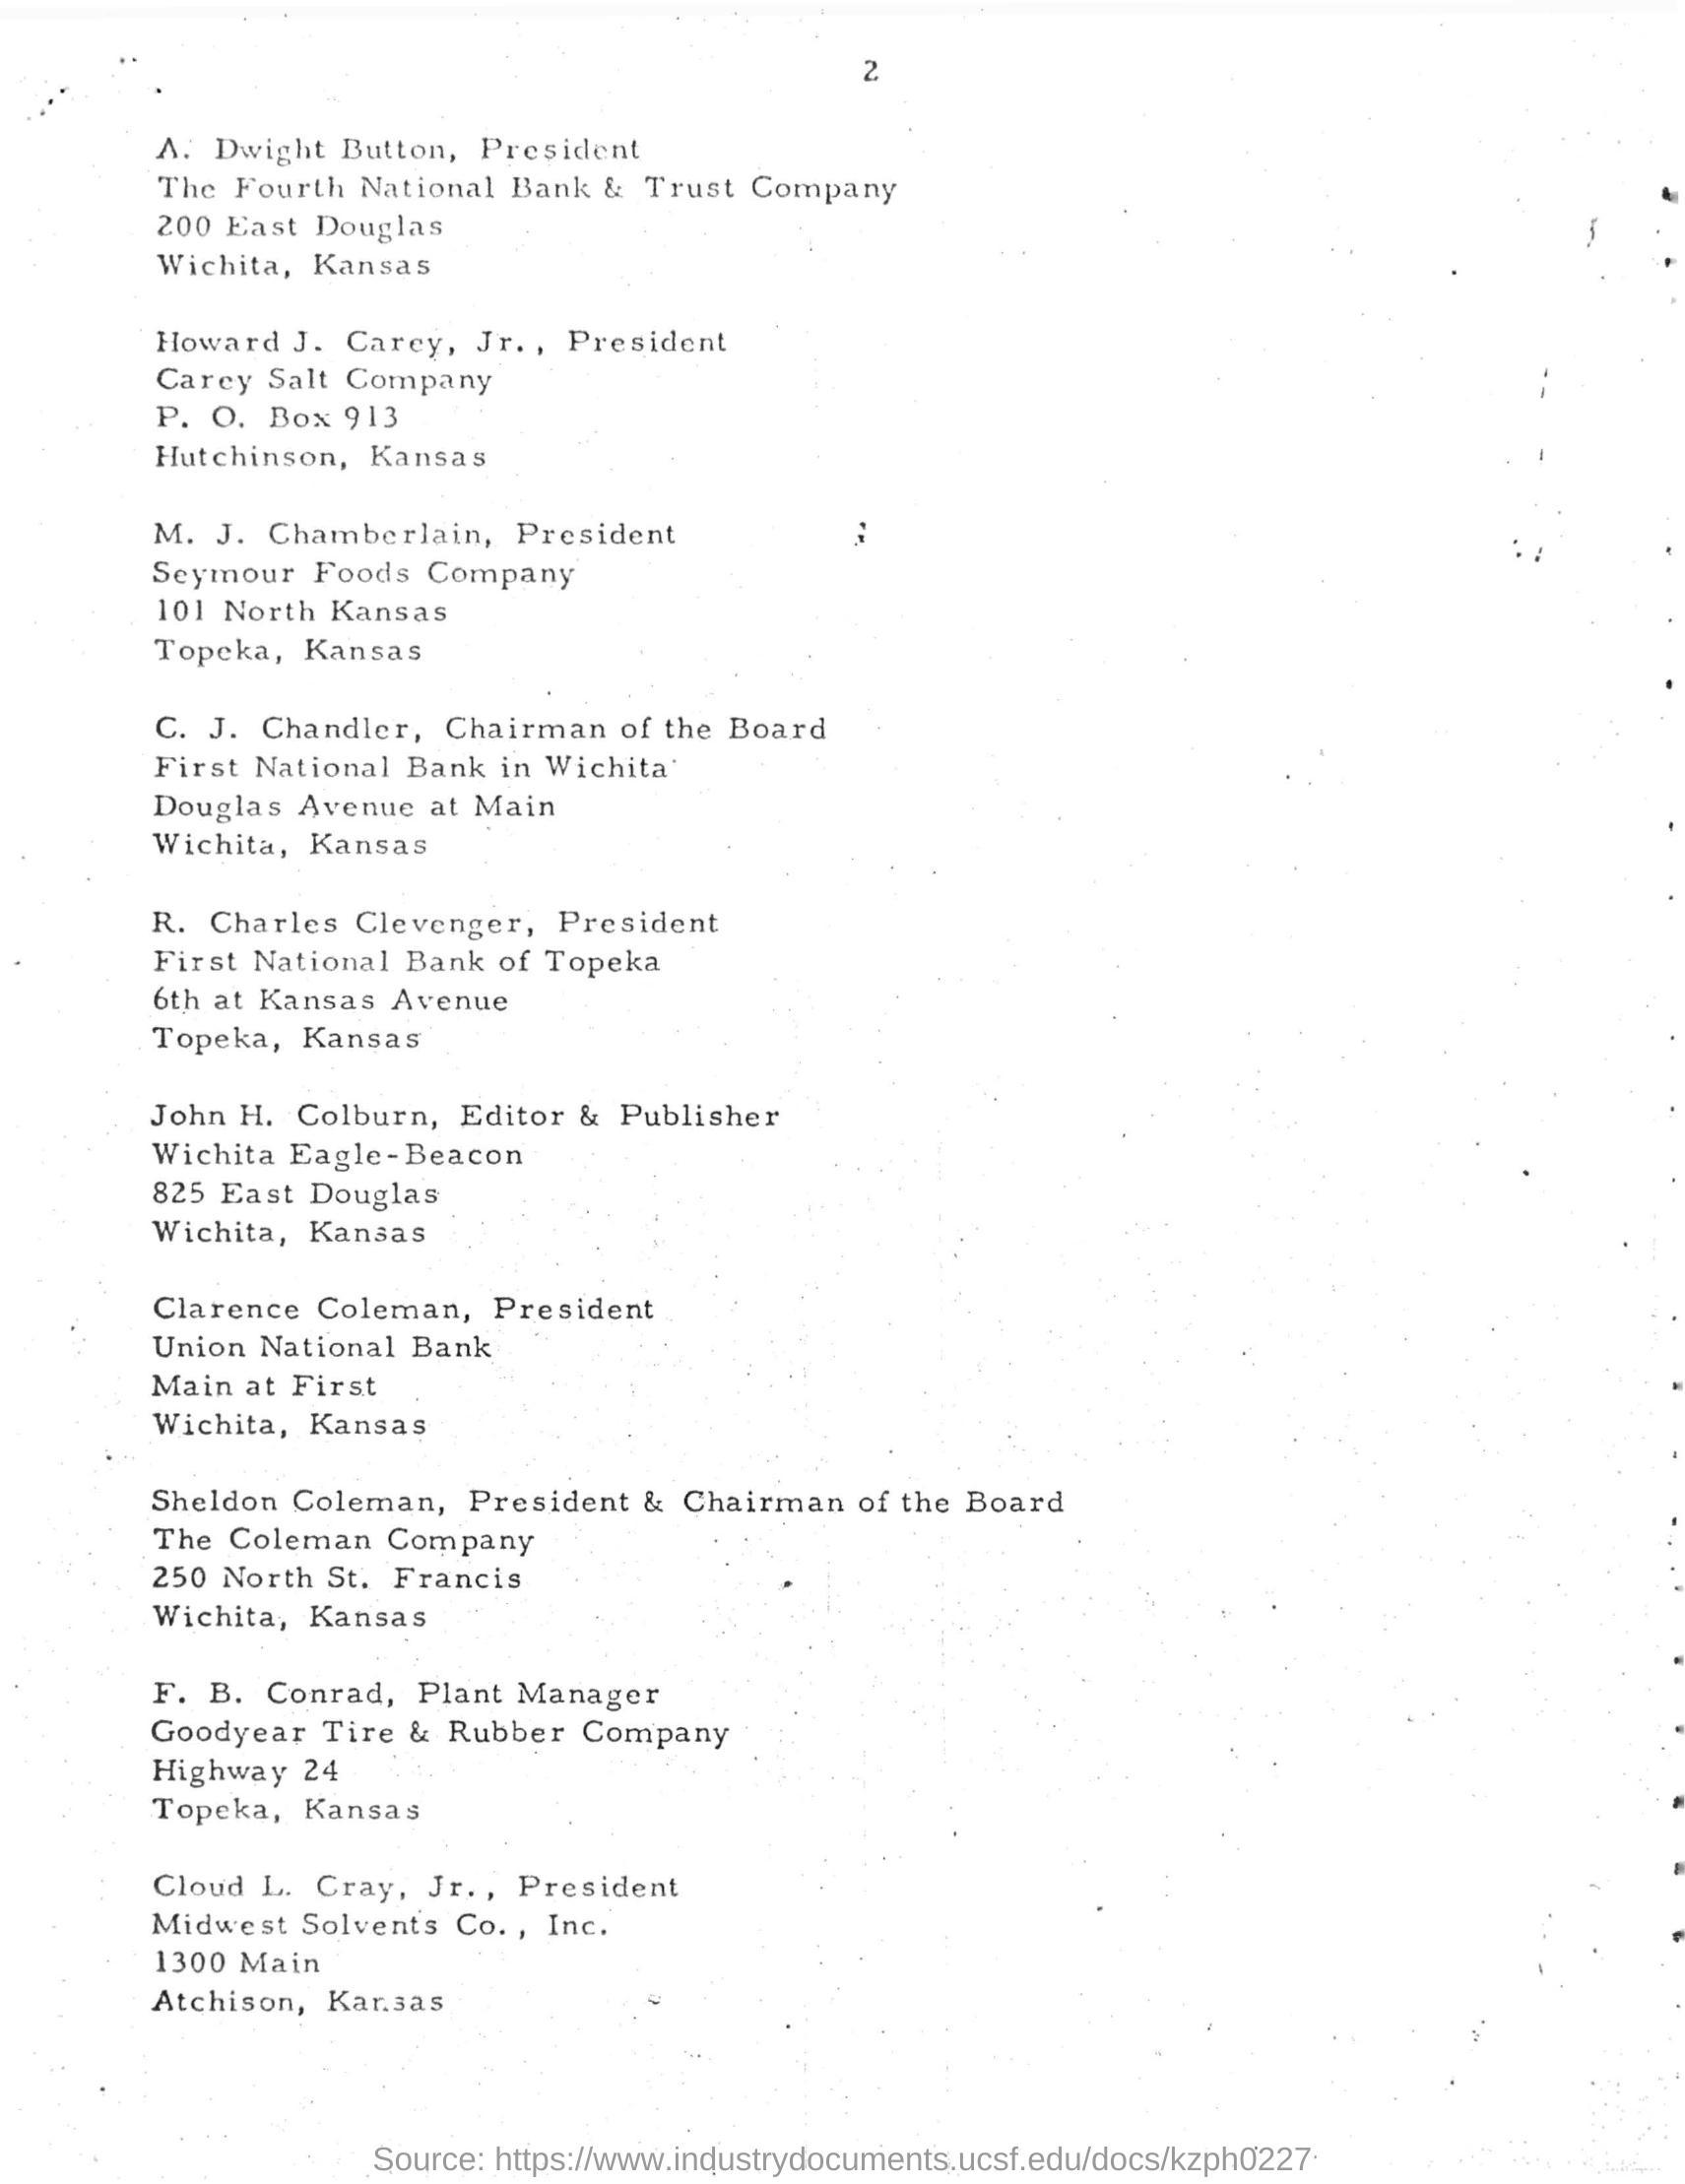 2
A. Dwight Button, President
The Fourth National Bank & Trust Company
200 East Douglas
Wichita, Kansas
Howard J. Carey, Jr., President
Carey Salt Company
P. O. Box 913
Hutchinson, Kansas
M. J. Chamberlain, President
Seymour Foods Company
101 North Kansas
Topeka, Kansas
C. J. Chandler, Chairman of the Board
First National Bank in Wichita
Douglas Avenue at Main
Wichita, Kansas
R. Charles Clevenger, President
First National Bank of Topeka
6th at Kansas Avenue
Topeka, Kansas
John H. Colburn, Editor & Publisher
Wichita Eagle-Beacon
825 East Douglas
Wichita, Kansas
Clarence Coleman, President
Union National Bank
Main at First
Wichita, Kansas
Sheldon Coleman, President & Chairman of the Board
The Coleman Company
250 North St. Francis
Wichita, Kansas
F. B. Conrad, Plant Manager
Goodyear Tire & Rubber Company
Highway 24
Topeka, Kansas
Cloud L. Cray, Jr., President
Midwest Solvents Co., Inc.
1300 Main
Atchison, Kansas
Source: https://www.industrydocuments.ucsf.edu/docs/kzph0227